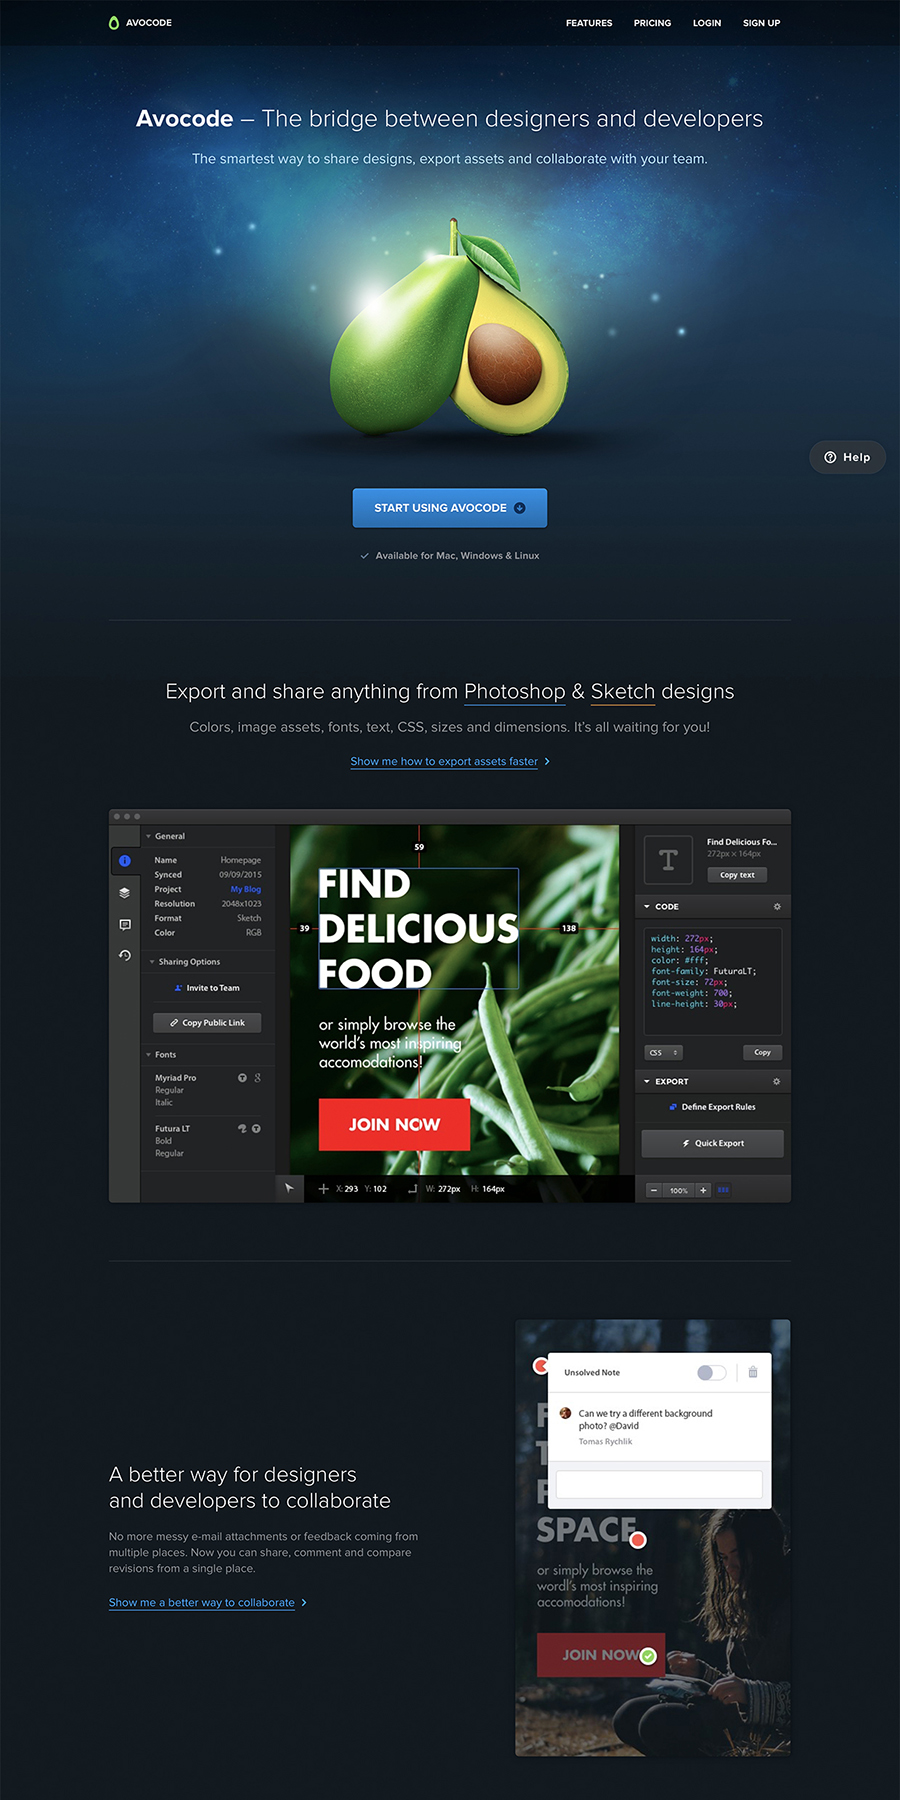 AVOCODE
FEATURES PRICING LOGIN SIGN UP
Avocode – The bridge between designers and developers
The smartest way to share designs, export assets and collaborate with your team.
Help
START USING AVOCODE
Available for Mac, Windows & Linux
Export and share anything from Photoshop & Sketch designs
Colors, image assets, fonts, text, CSS, sizes and dimensions. It's all waiting for you!
Show me how to export assets faster
General
Name Homepage
Synced 09/09/2015
Project My Blog
Resolution 2048x1023
Format Sketch
Color RGB
Sharing Options
Invite to Team
Copy Public Link
Fonts
Myriad Pro
Regular
Italic
Futura LT
Bold
Regular
59
39
138
FIND
DELICIOUS
FOOD
or simply browse the
world's most inspiring
accomodations!
JOIN NOW
X: 293 Y: 102 W: 272px H: 164px
T
Find Delicious Fo...
272px × 164px
Copy text
CODE
width: 272px;
height: 164px;
color: #fff;
font-family: FuturaLT;
font-size: 72px;
font-weight: 700;
line-height: 30px;
CSS Copy
EXPORT
Define Export Rules
Quick Export
− 100% +
A better way for designers
and developers to collaborate
No more messy e-mail attachments or feedback coming from
multiple places. Now you can share, comment and compare
revisions from a single place.
Show me a better way to collaborate
Unsolved Note
Can we try a different background
photo? @David
Tomas Rychlik
F
T
F
SPACE
or simply browse the
wordl's most inspiring
accomodations!
JOIN NOW